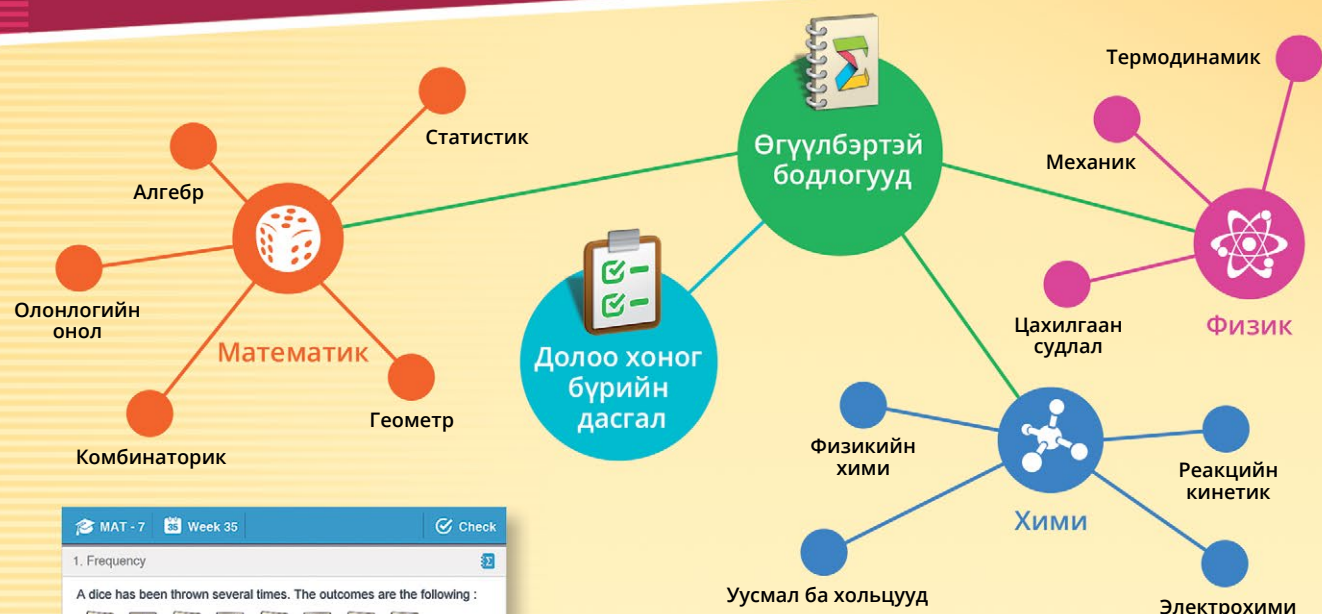 Статистик
Алгебр
Олонлогийн
онол
Математик
Комбинаторик
Геометр
Өгүүлбэртэй
бодлогууд
Долоо хоног
бүрийн
дасгал
Термодинамик
Механик
Цахилгаан
судлал
Физик
Физикийн
хими
Реакцийн
кинетик
Хими
Уусмал ба хольцууд
Электрохими
MAT - 7 35 Week 35 Check
1. Frequency Σ
A dice has been thrown several times. The outcomes are the following :